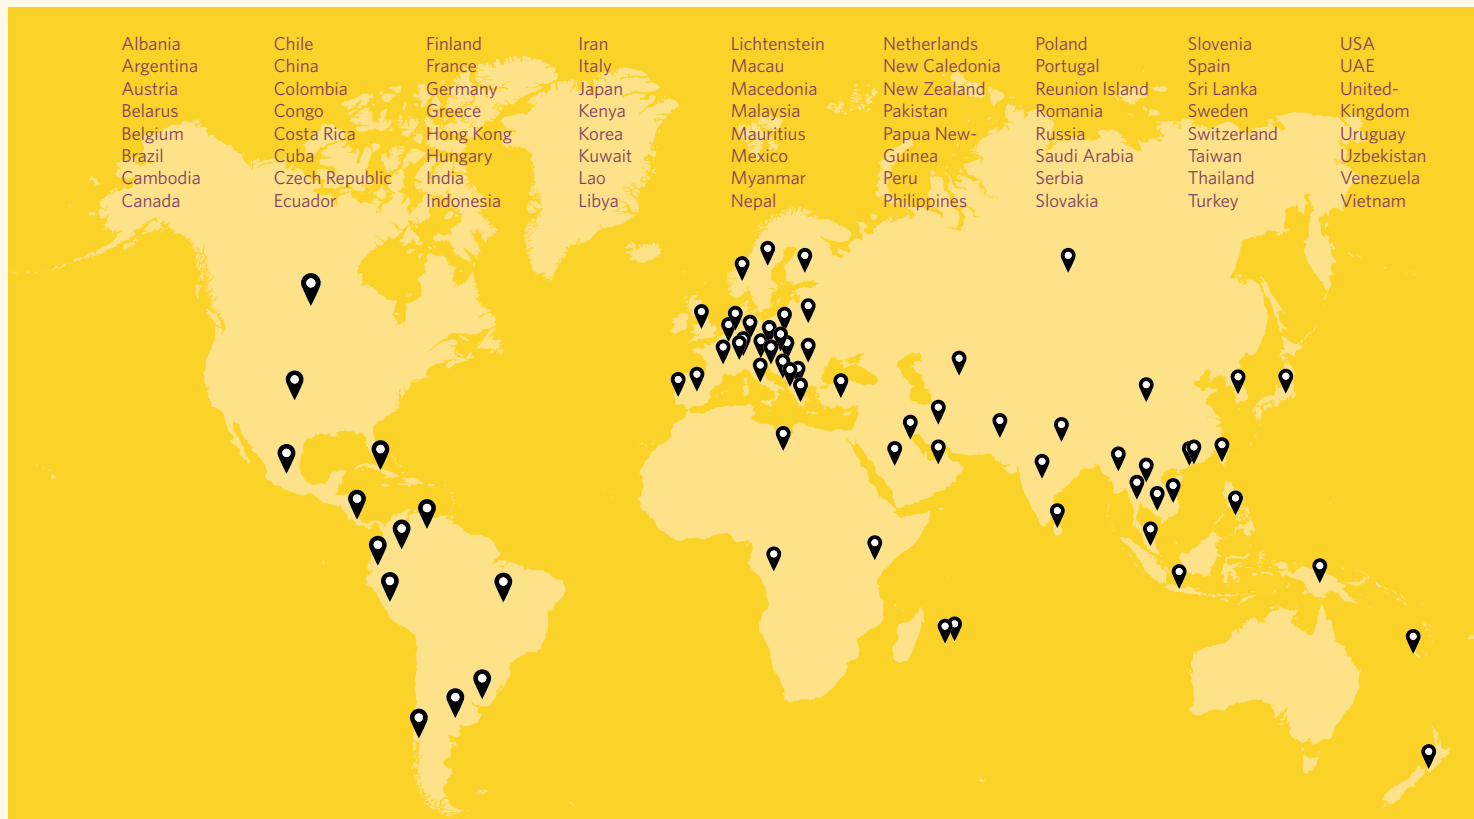 Albania
Argentina
Austria
Belarus
Belgium
Brazil
Cambodia
Canada
Chile
China
Colombia
Congo
Costa Rica
Cuba
Czech Republic
Ecuador
Finland
France
Germany
Greece
Hong Kong
Hungary
India
Indonesia
Iran
Italy
Japan
Kenya
Korea
Kuwait
Lao
Libya
Lichtenstein
Macau
Macedonia
Malaysia
Mauritius
Mexico
Myanmar
Nepal
Netherlands
New Caledonia
New Zealand
Pakistan
Papua New-
Guinea
Peru
Philippines
Poland
Portugal
Reunion Island
Romania
Russia
Saudi Arabia
Serbia
Slovakia
Slovenia
Spain
Sri Lanka
Sweden
Switzerland
Taiwan
Thailand
Turkey
USA
UAE
United-
Kingdom
Uruguay
Uzbekistan
Venezuela
Vietnam